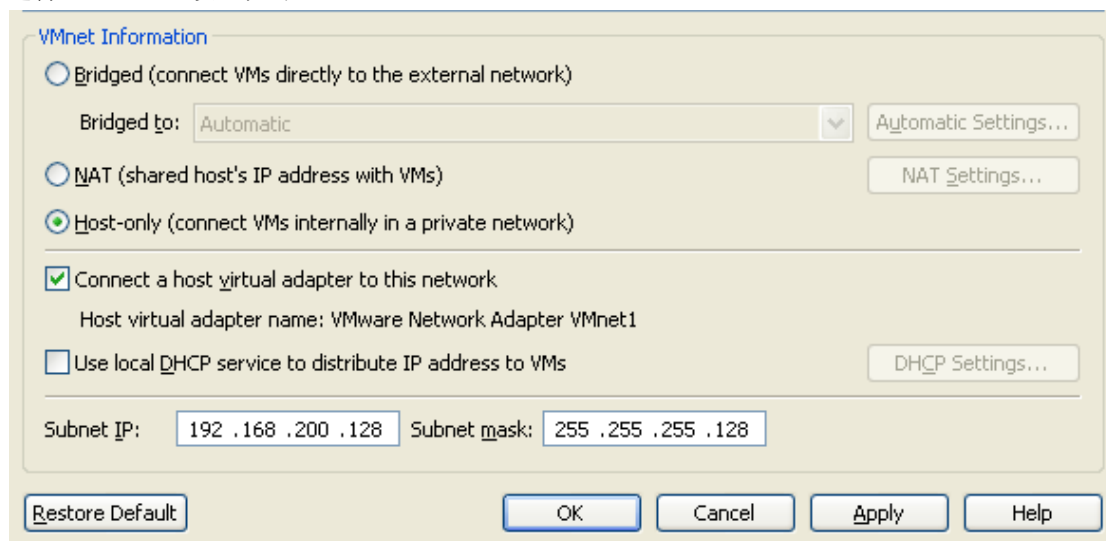 VMnet Information
Bridged (connect VMs directly to the external network)
Bridged to: Automatic Automatic Settings...
NAT (shared host's IP address with VMs) NAT Settings...
Host-only (connect VMs internally in a private network)
Connect a host virtual adapter to this network
Host virtual adapter name: VMware Network Adapter VMnet1
Use local DHCP service to distribute IP address to VMs DHCP Settings...
Subnet IP: 192 .168 .200 .128 Subnet mask: 255 .255 .255 .128
Restore Default OK Cancel Apply Help